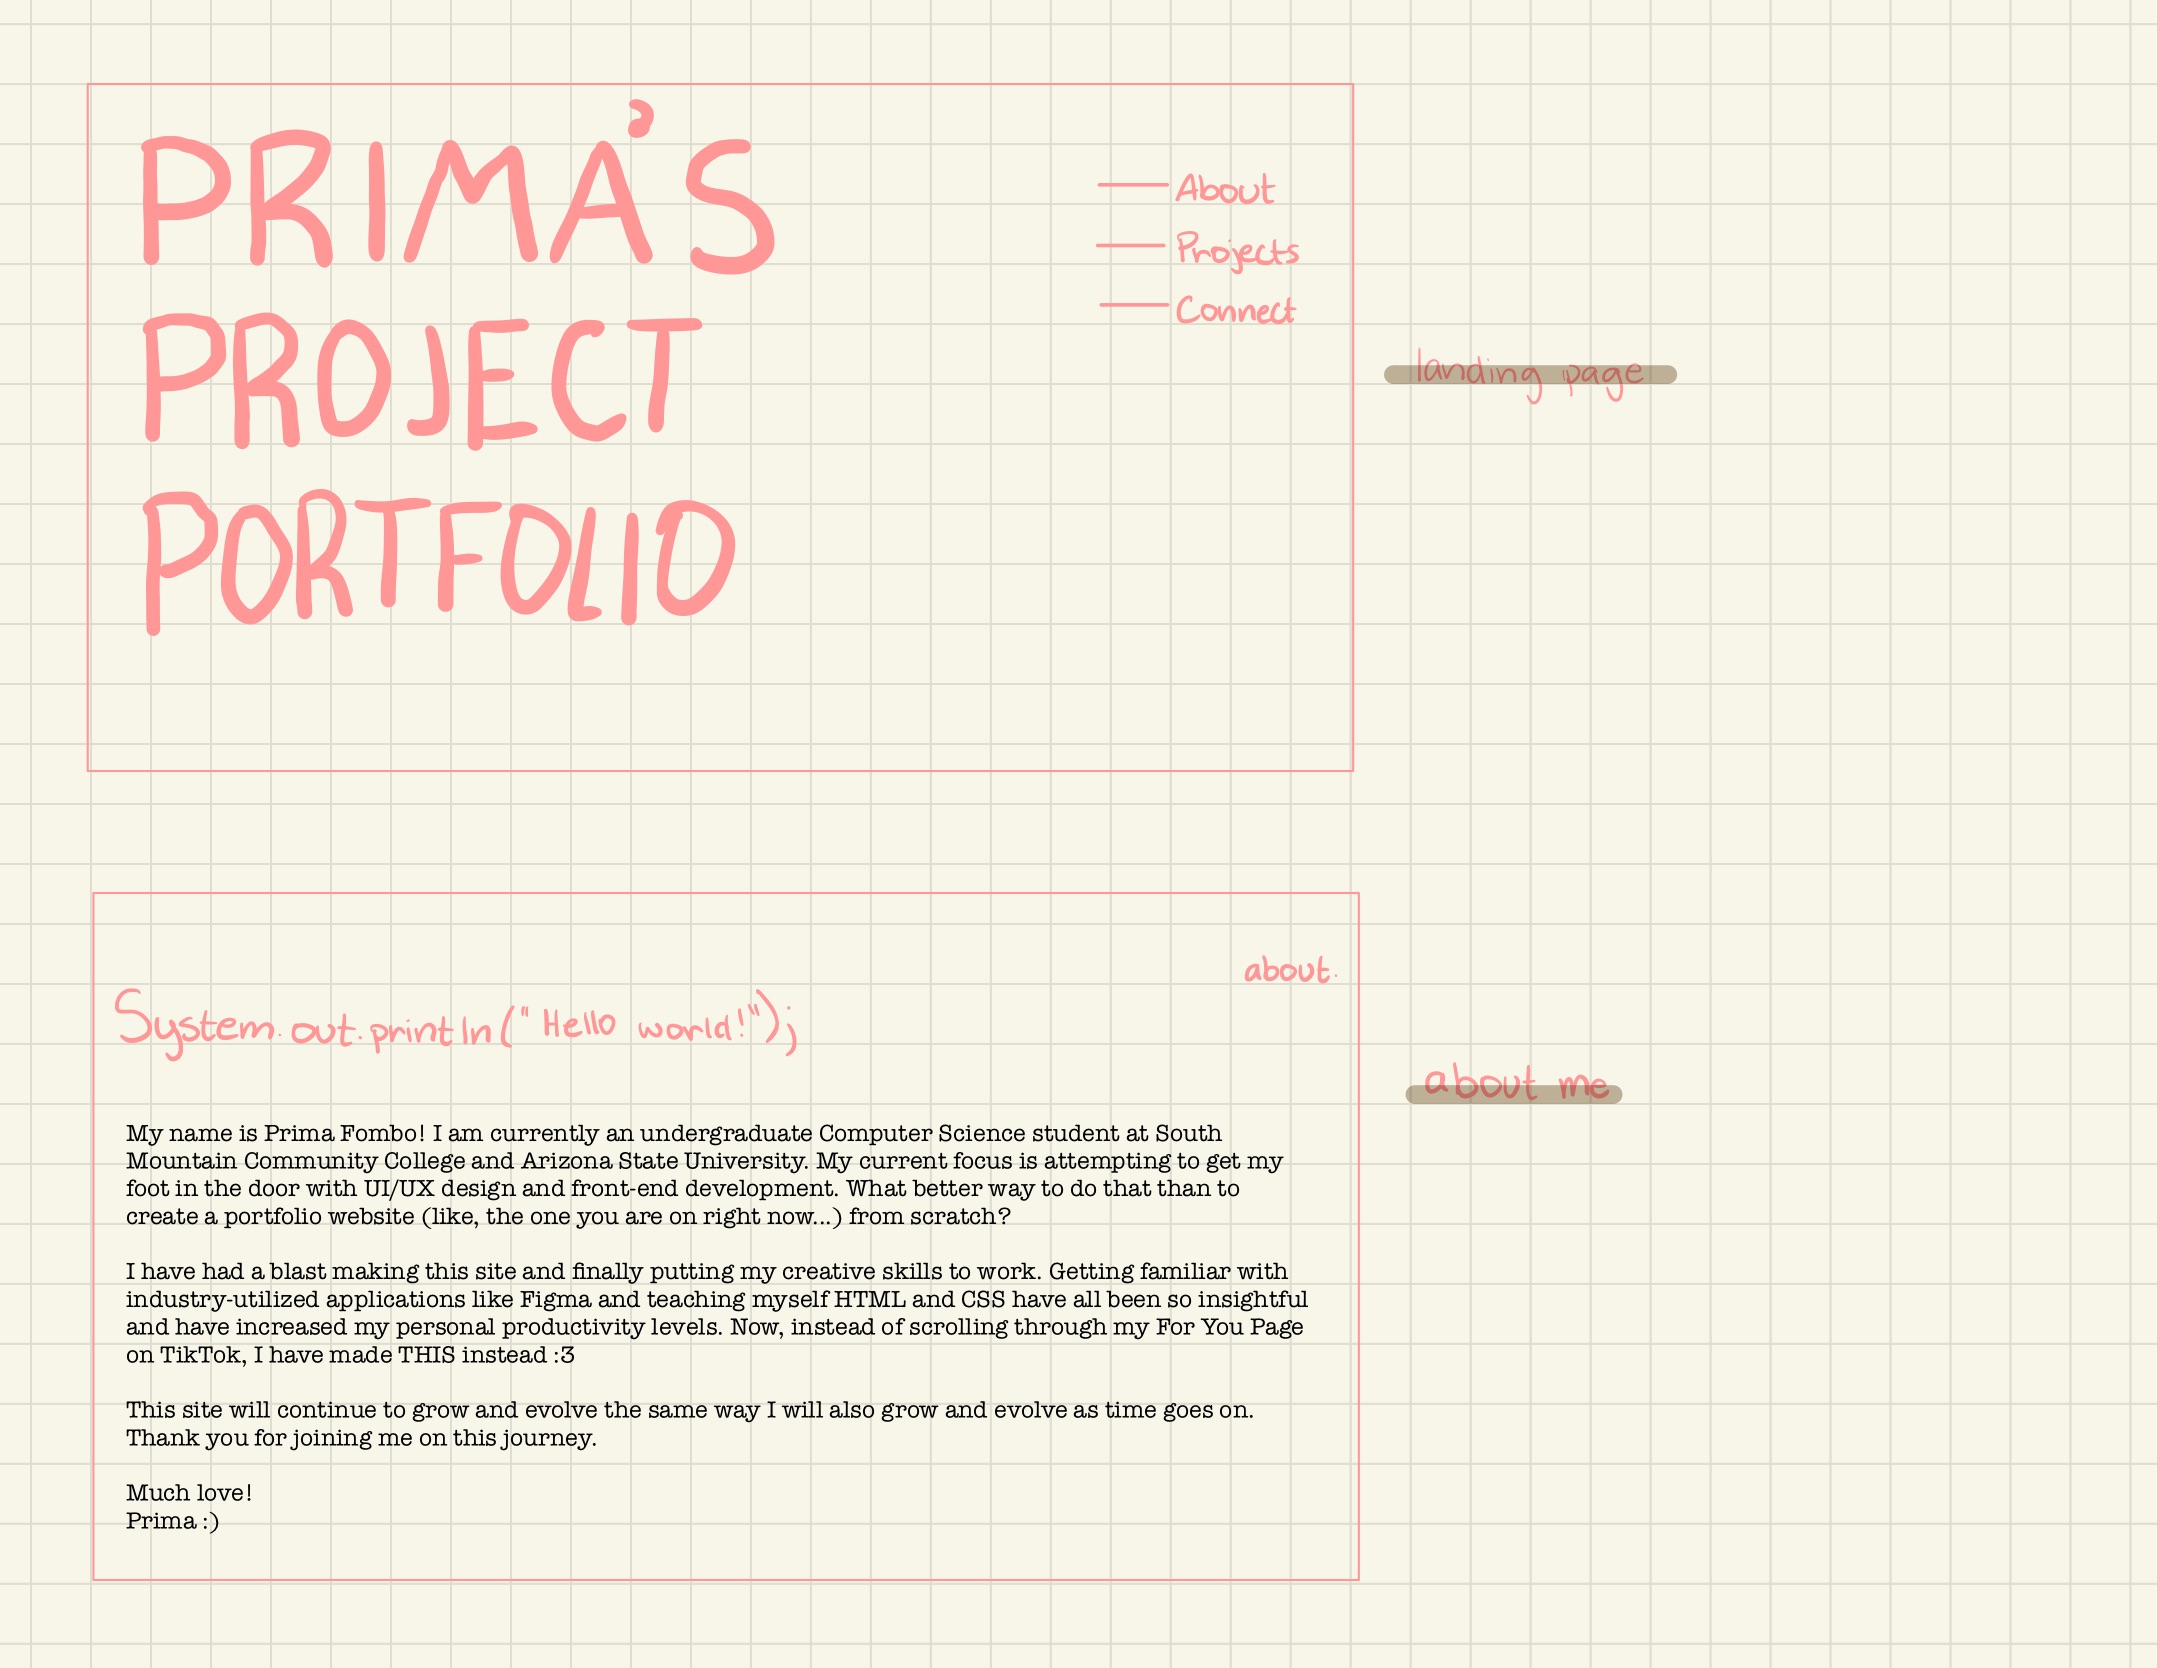 PRIMA'S
PROJECT
PORTFOLIO
About
Projects
Connect
landing page
about.
System.out.println("Hello world!");
about me
My name is Prima Fombo! I am currently an undergraduate Computer Science student at South
Mountain Community College and Arizona State University. My current focus is attempting to get my
foot in the door with UI/UX design and front-end development. What better way to do that than to
create a portfolio website (like, the one you are on right now...) from scratch?
I have had a blast making this site and finally putting my creative skills to work. Getting familiar with
industry-utilized applications like Figma and teaching myself HTML and CSS have all been so insightful
and have increased my personal productivity levels. Now, instead of scrolling through my For You Page
on TikTok, I have made THIS instead :3
This site will continue to grow and evolve the same way I will also grow and evolve as time goes on.
Thank you for joining me on this journey.
Much love!
Prima :)